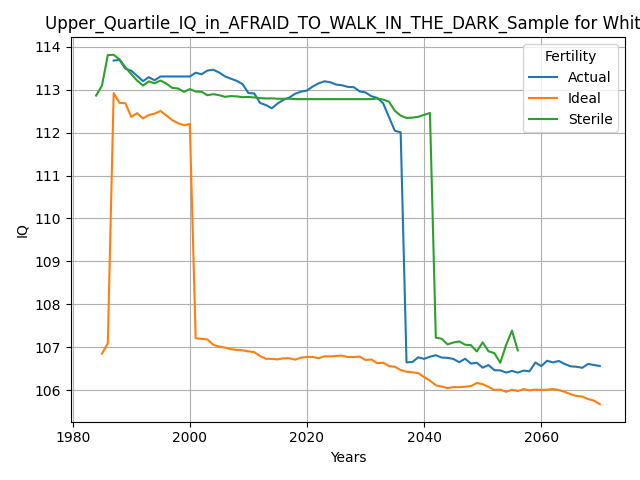 Upper_Quartile_IQ_in_AFRAID_TO_WALK_IN_THE_DARK_Sample for Whit
Fertility
Actual
Ideal
Sterile
114
113
112
111
110
109
108
107
106
IQ
1980
2000
2020
2040
2060
Years